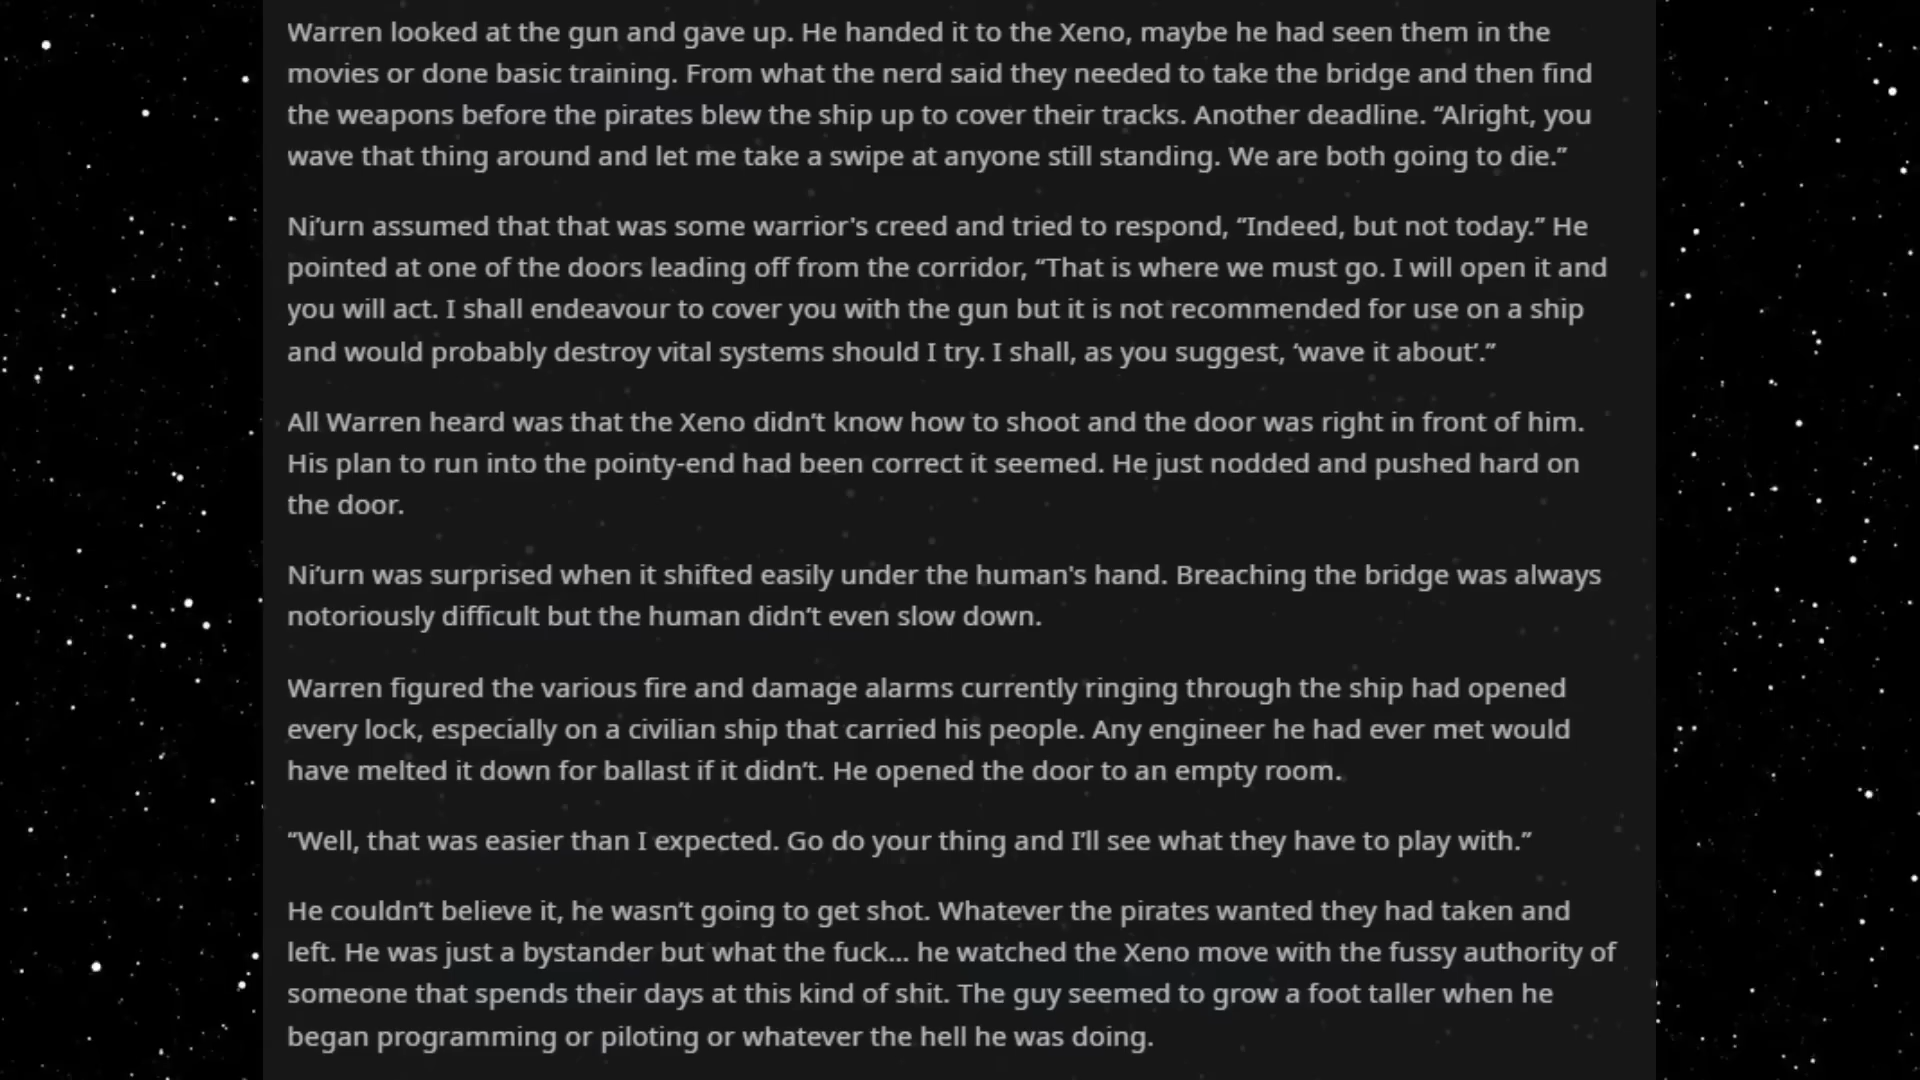 Warren looked at the gun and gave up. He handed it to the Xeno, maybe he had seen them in the
movies or done basic training. From what the nerd said they needed to take the bridge and then find
the weapons before the pirates blew the ship up to cover their tracks. Another deadline. “Alright, you
wave that thing around and let me take a swipe at anyone still standing. We are both going to die.”
Ni’urn assumed that that was some warrior's creed and tried to respond, “Indeed, but not today.” He
pointed at one of the doors leading off from the corridor, “That is where we must go. I will open it and
you will act. I shall endeavour to cover you with the gun but it is not recommended for use on a ship
and would probably destroy vital systems should I try. I shall, as you suggest, ‘wave it about’.”
All Warren heard was that the Xeno didn’t know how to shoot and the door was right in front of him.
His plan to run into the pointy-end had been correct it seemed. He just nodded and pushed hard on
the door.
Ni’urn was surprised when it shifted easily under the human's hand. Breaching the bridge was always
notoriously difficult but the human didn’t even slow down.
Warren figured the various fire and damage alarms currently ringing through the ship had opened
every lock, especially on a civilian ship that carried his people. Any engineer he had ever met would
have melted it down for ballast if it didn’t. He opened the door to an empty room.
“Well, that was easier than I expected. Go do your thing and I’ll see what they have to play with.”
He couldn’t believe it, he wasn’t going to get shot. Whatever the pirates wanted they had taken and
left. He was just a bystander but what the fuck... he watched the Xeno move with the fussy authority of
someone that spends their days at this kind of shit. The guy seemed to grow a foot taller when he
began programming or piloting or whatever the hell he was doing.